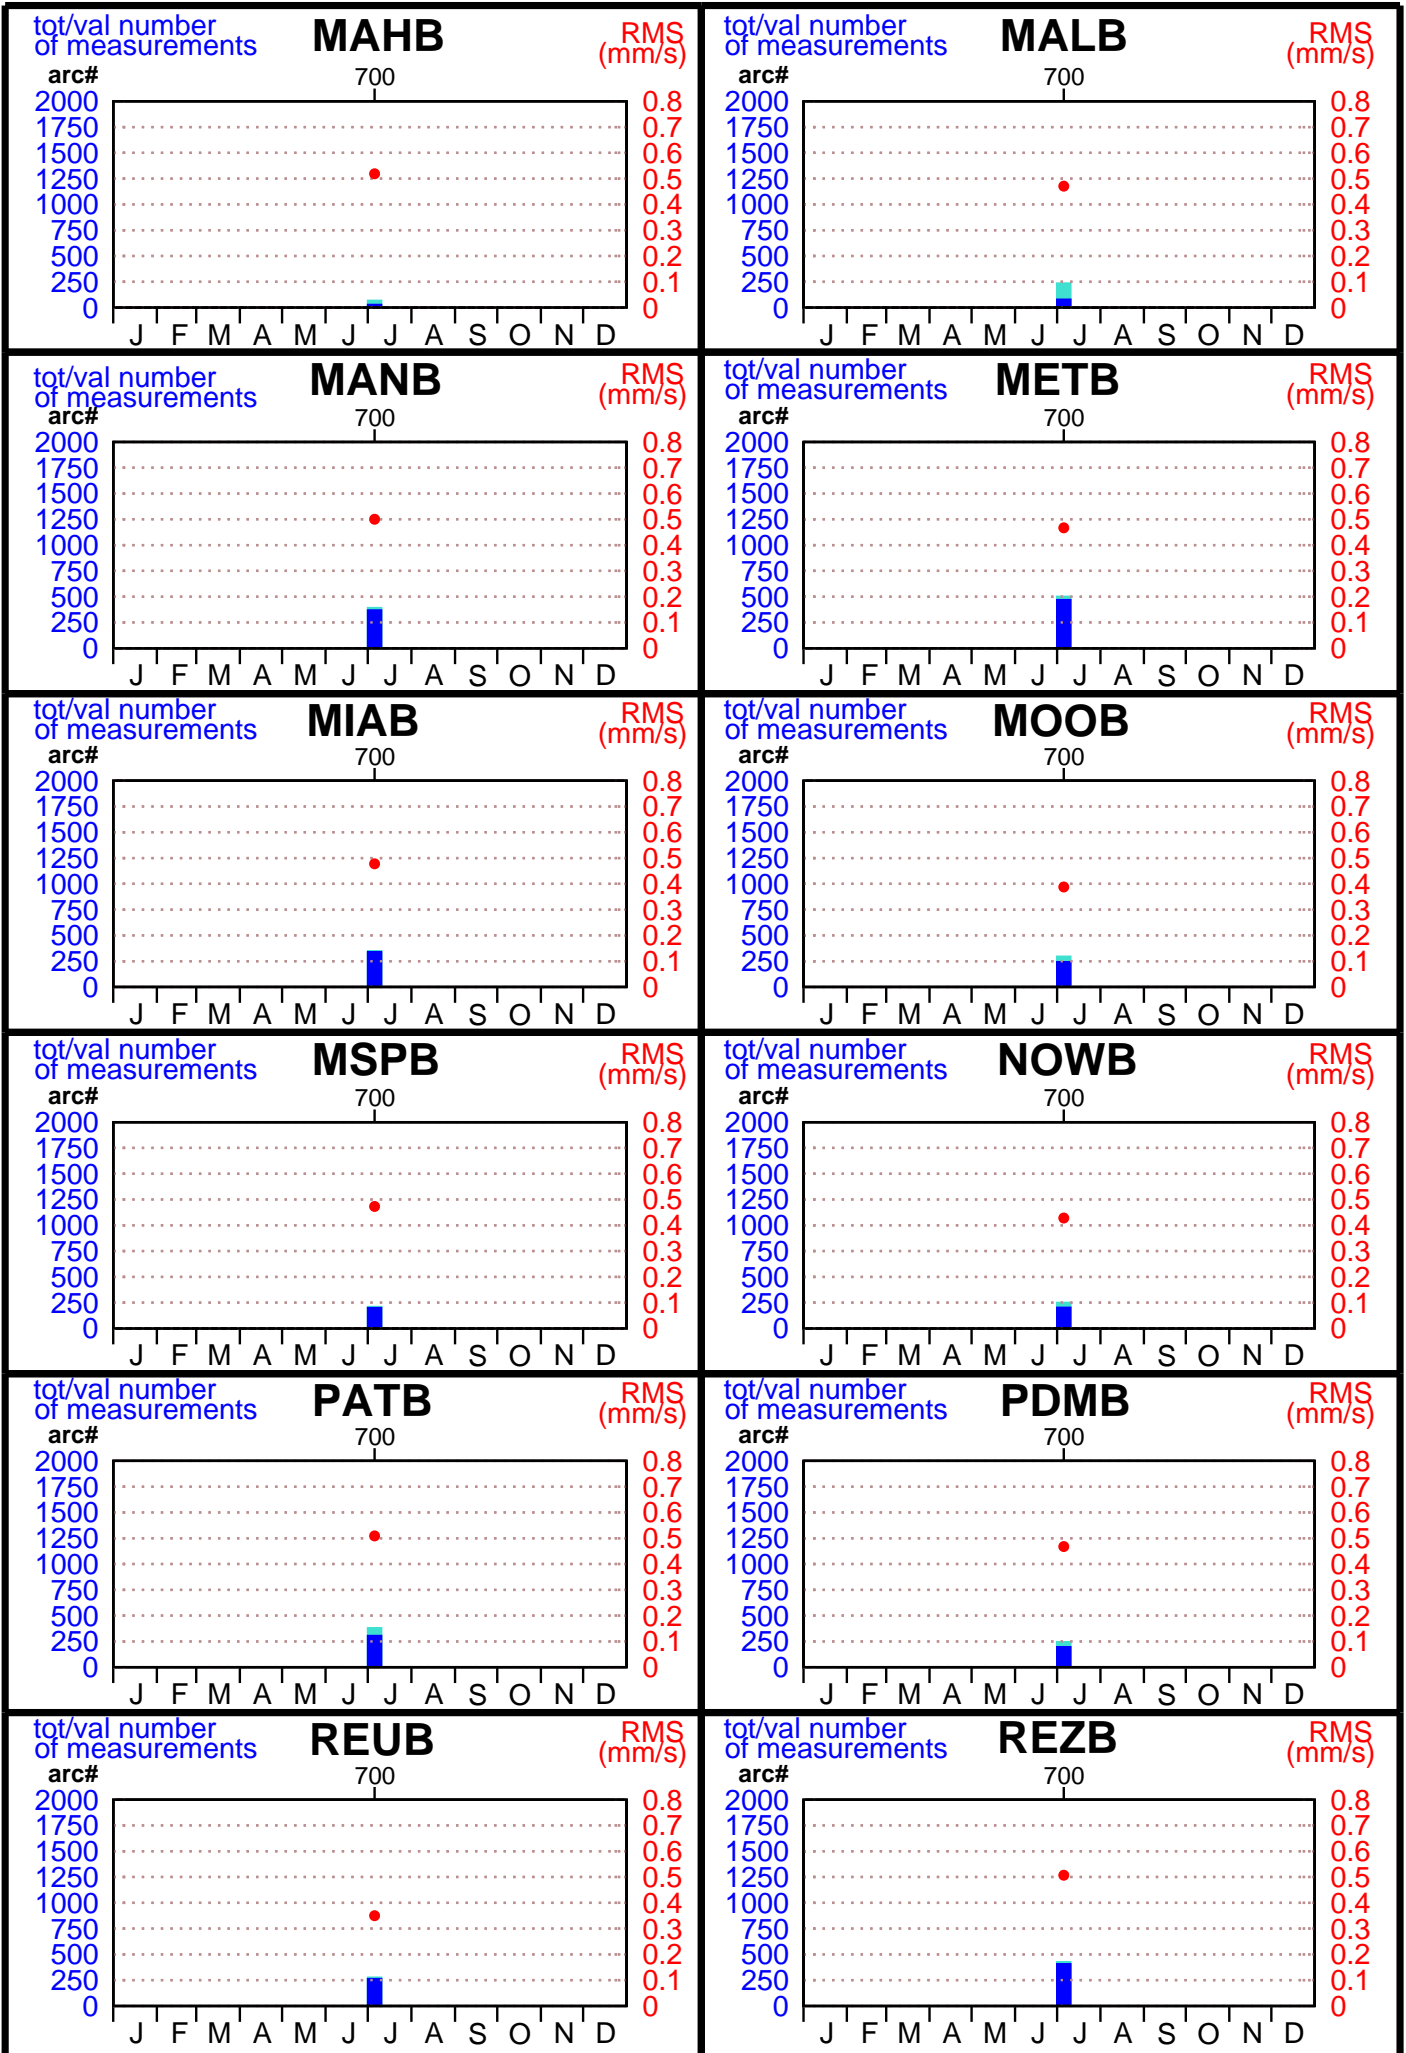 tot/val number
of measurements
MAHB
RMS
(mm/s)
arc#
700
2000 0.8
1750 0.7
1500 0.6
1250 0.5
1000 0.4
750 0.3
500 0.2
250 0.1
0 0
J F M A M J J A S O N D
tot/val number
of measurements
MALB
RMS
(mm/s)
arc#
700
2000 0.8
1750 0.7
1500 0.6
1250 0.5
1000 0.4
750 0.3
500 0.2
250 0.1
0 0
J F M A M J J A S O N D
tot/val number
of measurements
MANB
RMS
(mm/s)
arc#
700
2000 0.8
1750 0.7
1500 0.6
1250 0.5
1000 0.4
750 0.3
500 0.2
250 0.1
0 0
J F M A M J J A S O N D
tot/val number
of measurements
METB
RMS
(mm/s)
arc#
700
2000 0.8
1750 0.7
1500 0.6
1250 0.5
1000 0.4
750 0.3
500 0.2
250 0.1
0 0
J F M A M J J A S O N D
tot/val number
of measurements
MIAB
RMS
(mm/s)
arc#
700
2000 0.8
1750 0.7
1500 0.6
1250 0.5
1000 0.4
750 0.3
500 0.2
250 0.1
0 0
J F M A M J J A S O N D
tot/val number
of measurements
MOOB
RMS
(mm/s)
arc#
700
2000 0.8
1750 0.7
1500 0.6
1250 0.5
1000 0.4
750 0.3
500 0.2
250 0.1
0 0
J F M A M J J A S O N D
tot/val number
of measurements
MSPB
RMS
(mm/s)
arc#
700
2000 0.8
1750 0.7
1500 0.6
1250 0.5
1000 0.4
750 0.3
500 0.2
250 0.1
0 0
J F M A M J J A S O N D
tot/val number
of measurements
NOWB
RMS
(mm/s)
arc#
700
2000 0.8
1750 0.7
1500 0.6
1250 0.5
1000 0.4
750 0.3
500 0.2
250 0.1
0 0
J F M A M J J A S O N D
tot/val number
of measurements
PATB
RMS
(mm/s)
arc#
700
2000 0.8
1750 0.7
1500 0.6
1250 0.5
1000 0.4
750 0.3
500 0.2
250 0.1
0 0
J F M A M J J A S O N D
tot/val number
of measurements
PDMB
RMS
(mm/s)
arc#
700
2000 0.8
1750 0.7
1500 0.6
1250 0.5
1000 0.4
750 0.3
500 0.2
250 0.1
0 0
J F M A M J J A S O N D
tot/val number
of measurements
REUB
RMS
(mm/s)
arc#
700
2000 0.8
1750 0.7
1500 0.6
1250 0.5
1000 0.4
750 0.3
500 0.2
250 0.1
0 0
J F M A M J J A S O N D
tot/val number
of measurements
REZB
RMS
(mm/s)
arc#
700
2000 0.8
1750 0.7
1500 0.6
1250 0.5
1000 0.4
750 0.3
500 0.2
250 0.1
0 0
J F M A M J J A S O N D